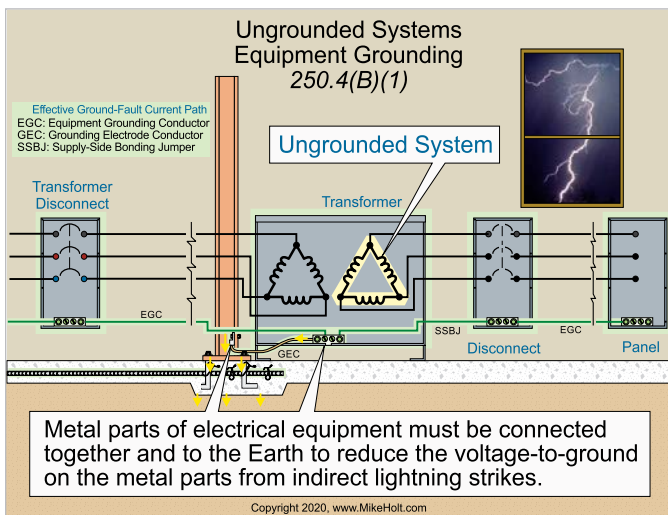 Ungrounded Systems
Equipment Grounding
250.4(B)(1)
Effective Ground-Fault Current Path
EGC: Equipment Grounding Conductor
GEC: Grounding Electrode Conductor
SSBJ: Supply-Side Bonding Jumper
Ungrounded System
Transformer
Disconnect
Transformer
EGC
GEC
SSBJ
EGC
Disconnect
Panel
Metal parts of electrical equipment must be connected
together and to the Earth to reduce the voltage-to-ground
on the metal parts from indirect lightning strikes.
Copyright 2020, www.MikeHolt.com